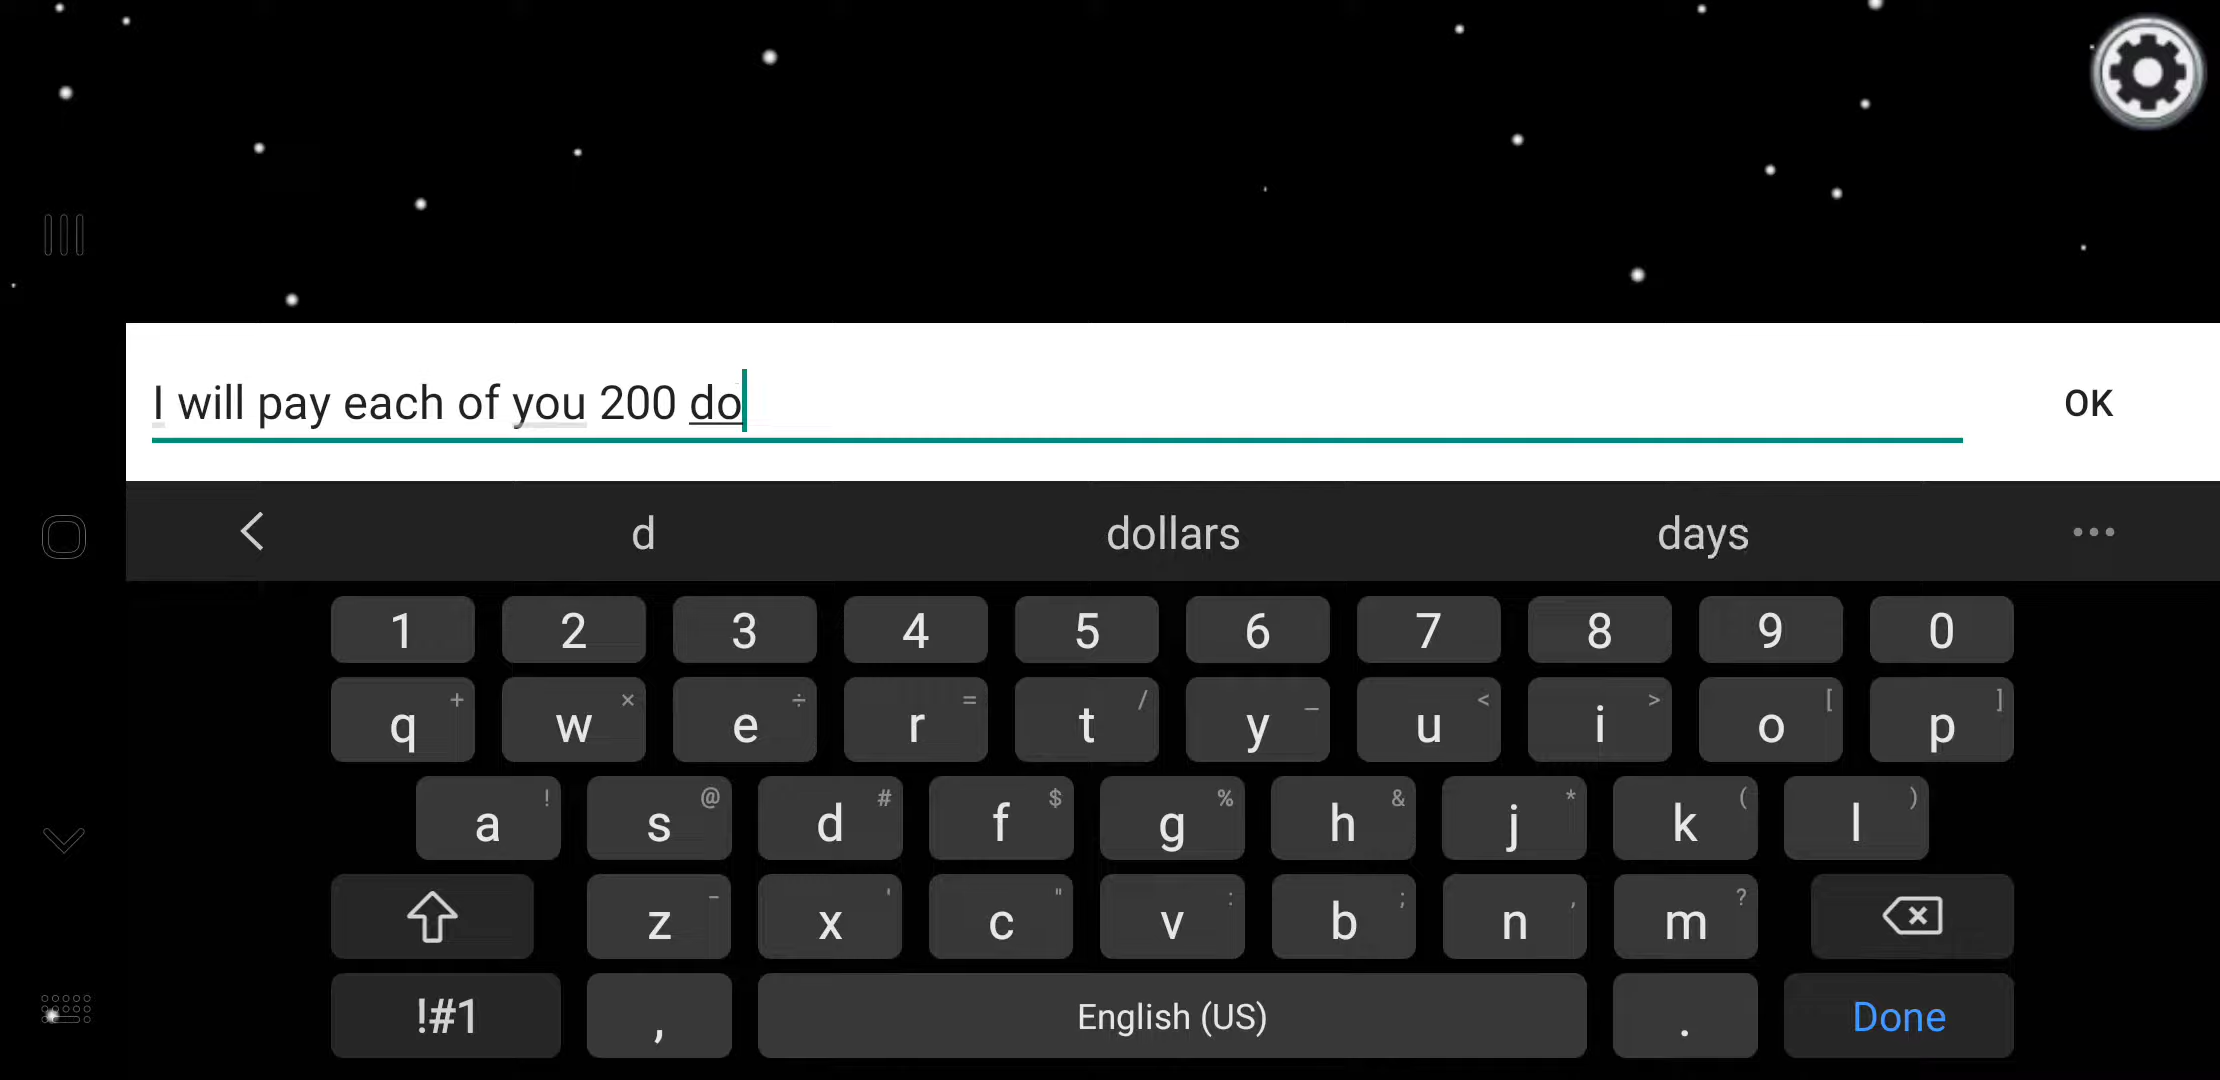 I will pay each of you 200 do
OK
d dollars days
1 2 3 4 5 6 7 8 9 0
q + w × e ÷ r = t / y _ u < i > o [ p ]
a ! s @ d # f $ g % h & j * k ( l )
z - x ' c " v : b ; n , m ?
!#1 , English (US) . Done